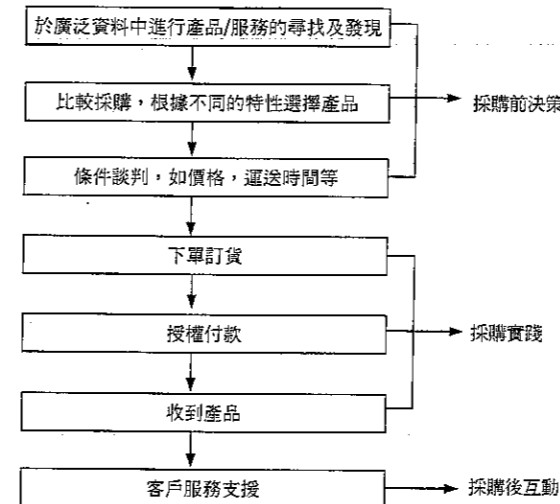 於廣泛資料中進行產品/服務的尋找及發現
比較採購，根據不同的特性選擇產品
採購前決策
條件談判，如價格，運送時間等
下單訂貨
授權付款
採購實踐
收到產品
客戶服務支援
採購後互動